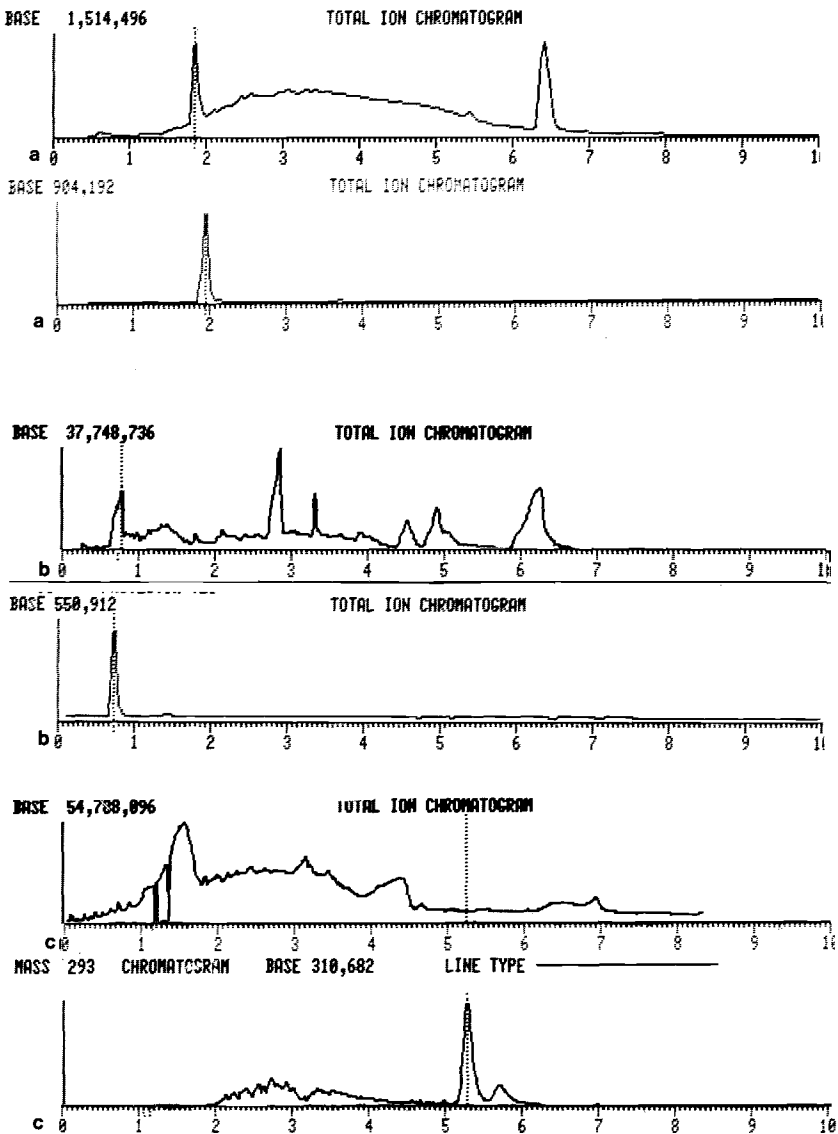 BASE 1,514,496 TOTAL ION CHROMATOGRAM
a 0 1 2 3 4 5 6 7 8 9 10
BASE 904,192 TOTAL ION CHROMATOGRAM
a 0 1 2 3 4 5 6 7 8 9 10
BASE 37,748,736 TOTAL ION CHROMATOGRAM
b 0 1 2 3 4 5 6 7 8 9 10
BASE 550,912 TOTAL ION CHROMATOGRAM
b 0 1 2 3 4 5 6 7 8 9 10
BASE 54,788,096 TOTAL ION CHROMATOGRAM
c 0 1 2 3 4 5 6 7 8 9 10
MASS 293 CHROMATOGRAM BASE 310,682 LINE TYPE
c 0 1 2 3 4 5 6 7 8 9 10